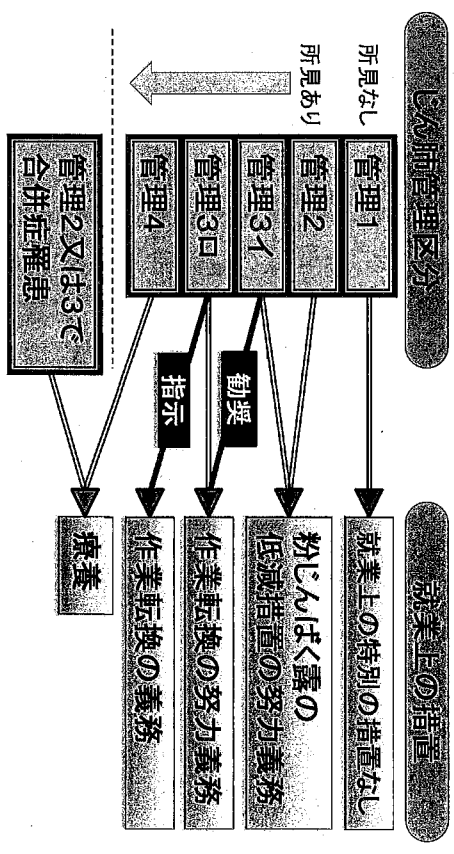 じん肺管理区分
就業上の措置
所見なし
所見あり
管理1
管理2
管理3イ
管理3ロ
管理4
管理2又は3で
合併症罹患
勧奨
指示
就業上の特別の措置なし
粉じんばく露の
低減措置の努力義務
作業転換の努力義務
作業転換の義務
療養